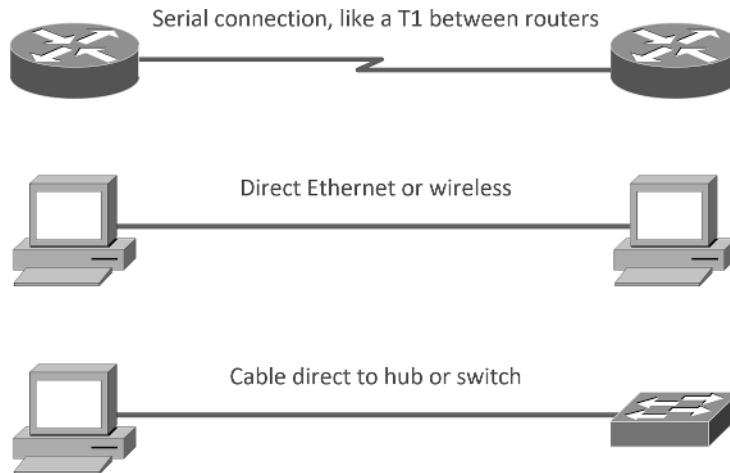 Serial connection, like a T1 between routers
Direct Ethernet or wireless
Cable direct to hub or switch